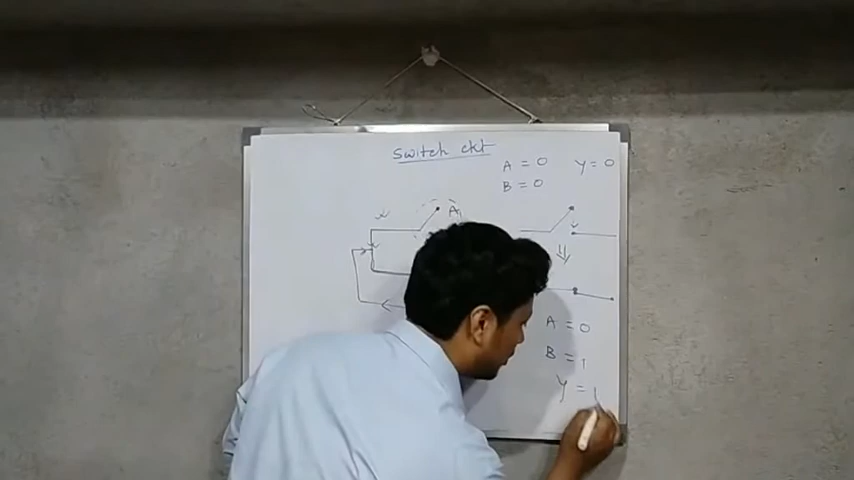 Switch ckt
A = 0 Y = 0
B = 0
A
A = 0
B = 1
Y = 1